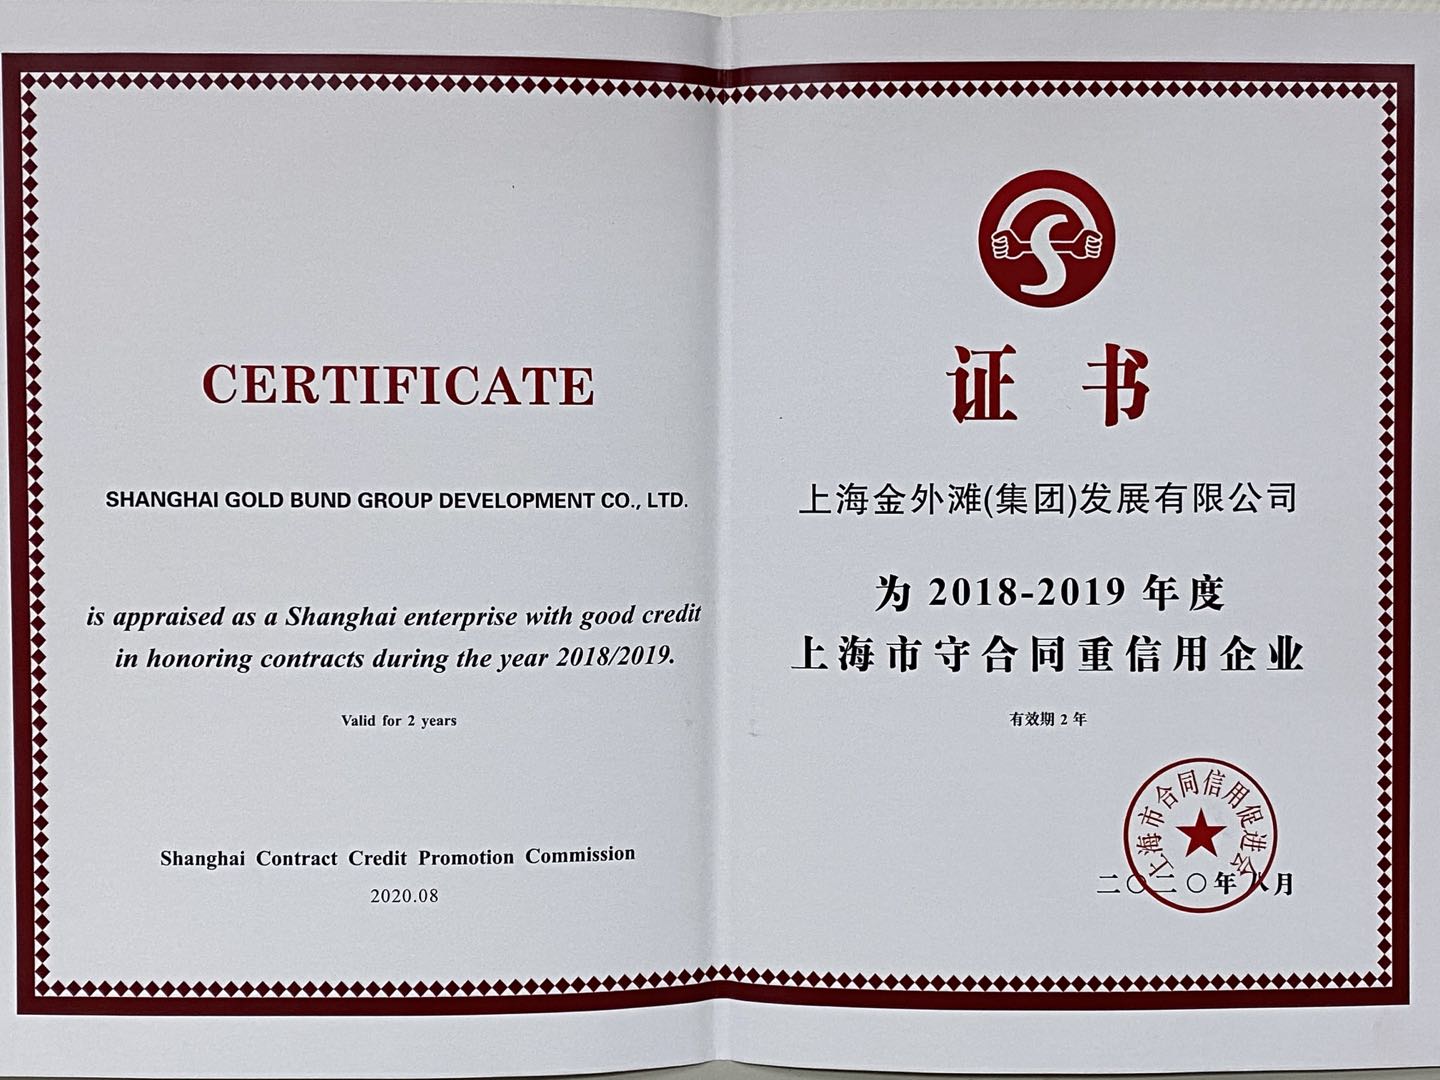 CERTIFICATE
SHANGHAI GOLD BUND GROUP DEVELOPMENT CO., LTD.
is appraised as a Shanghai enterprise with good credit
in honoring contracts during the year 2018/2019.
Valid for 2 years
Shanghai Contract Credit Promotion Commission
2020.08
证书
上海金外滩(集团)发展有限公司
为 2018-2019 年度
上海市守合同重信用企业
有效期 2 年
上海市合同信用促进会
二〇二〇年八月